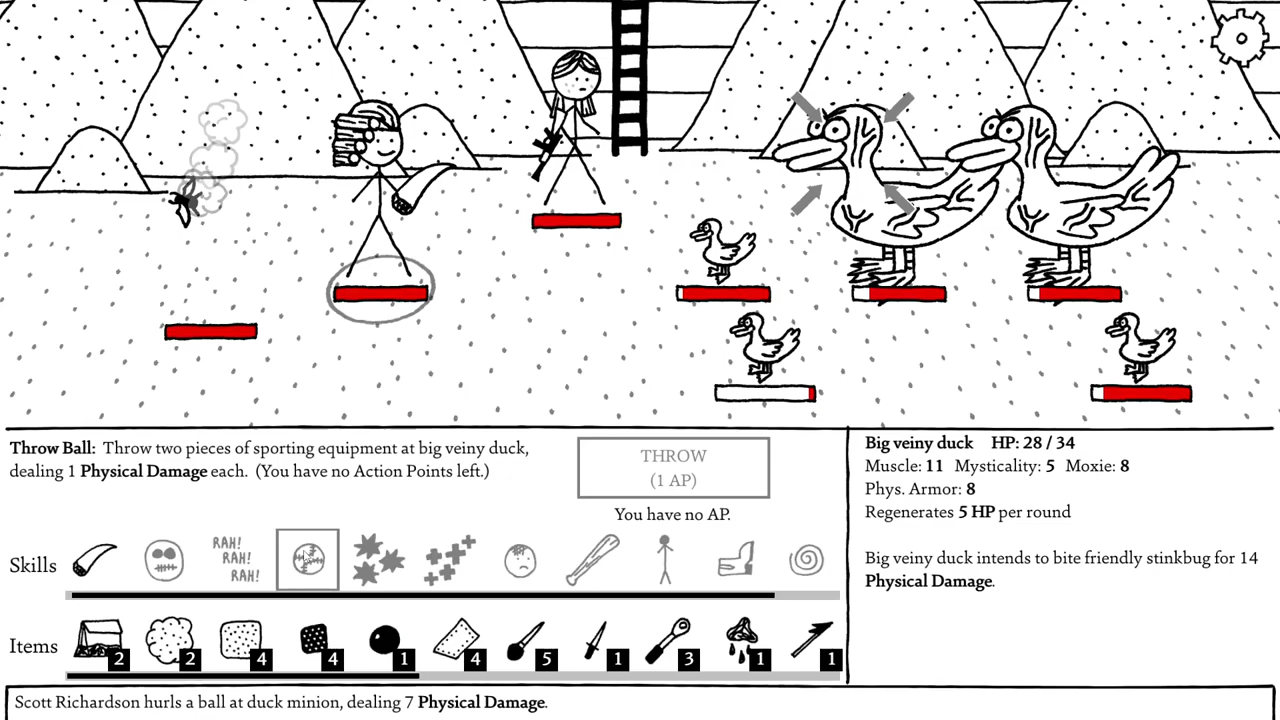 Throw Ball: Throw two pieces of sporting equipment at big veiny duck,
dealing 1 Physical Damage each. (You have no Action Points left.)
THROW
(1 AP)
You have no AP.
Skills
RAH!
RAH!
RAH!
Items
2
2
4
4
1
4
5
1
3
1
1
Big veiny duck HP: 28 / 34
Muscle: 11 Mysticality: 5 Moxie: 8
Phys. Armor: 8
Regenerates 5 HP per round
Big veiny duck intends to bite friendly stinkbug for 14
Physical Damage.
Scott Richardson hurls a ball at duck minion, dealing 7 Physical Damage.